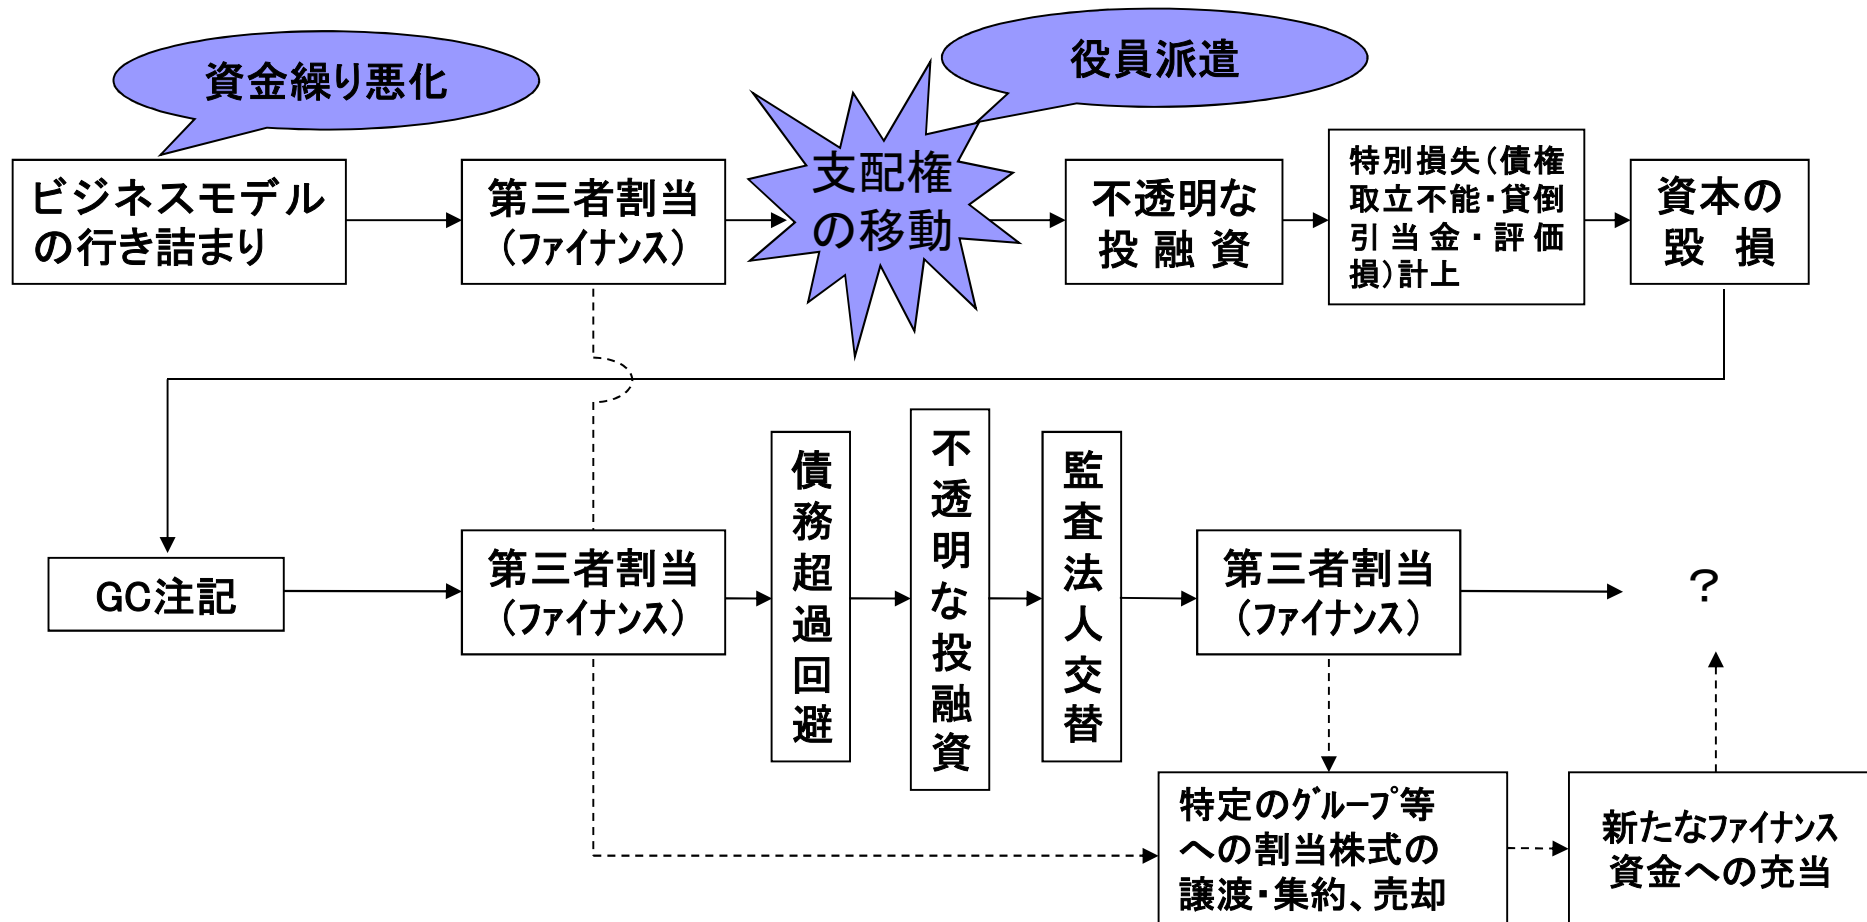 資金繰り悪化
役員派遣
ビジネスモデル
の行き詰まり
第三者割当
（ファイナンス）
支配権
の移動
不透明な
投融資
特別損失（債権
取立不能・貸倒
引当金・評価
損）計上
資本の
毀損
GC注記
第三者割当
（ファイナンス）
債務超過回避
不透明な投融資
監査法人交替
第三者割当
（ファイナンス）
？
特定のグループ等
への割当株式の
譲渡・集約、売却
新たなファイナンス
資金への充当